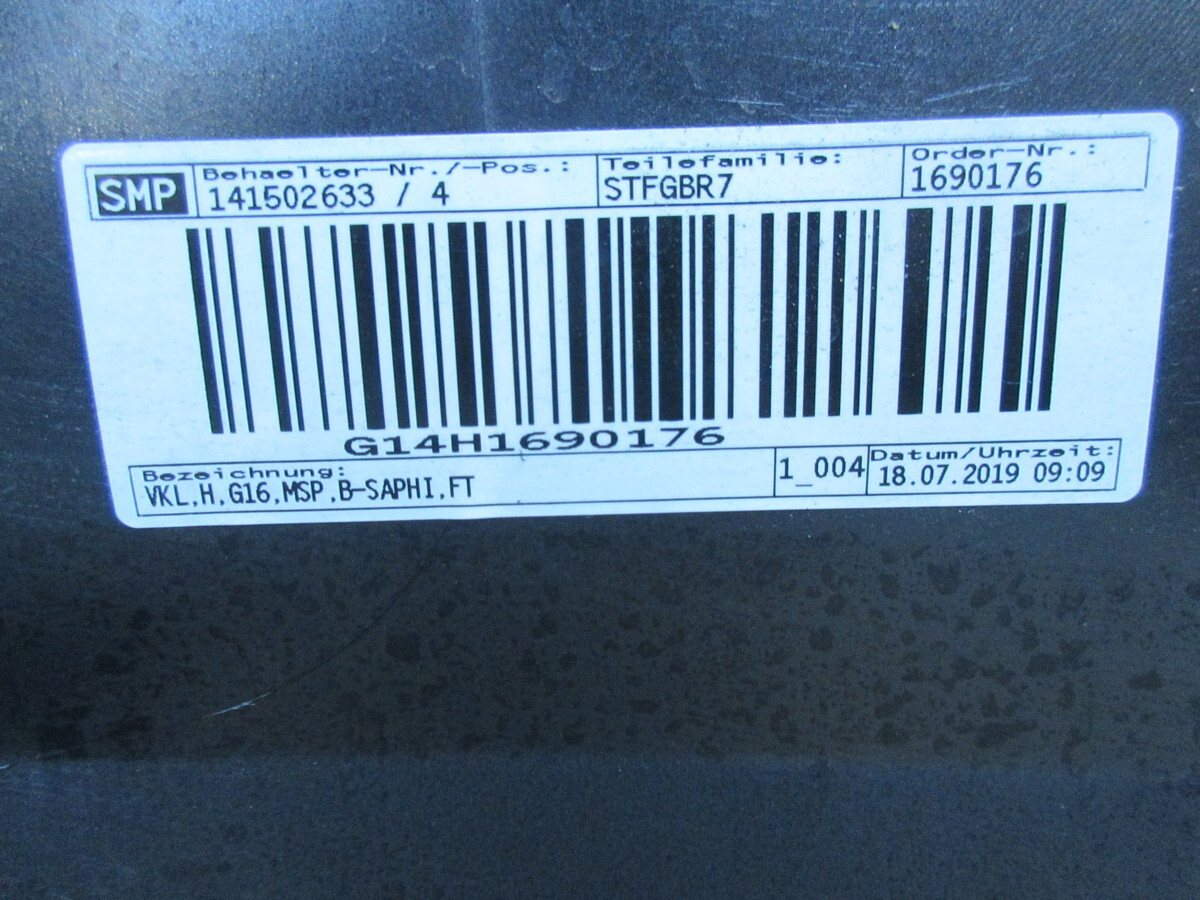 SMP
Behaelter-Nr./-Pos.:
141502633 / 4
Teilefamilie:
STFGBR7
Order-Nr.:
1690176
G14H1690176
Bezeichnung:
VKL,H,G16,MSP,B-SAPHI,FT
1_004
Datum/Uhrzeit:
18.07.2019 09:09